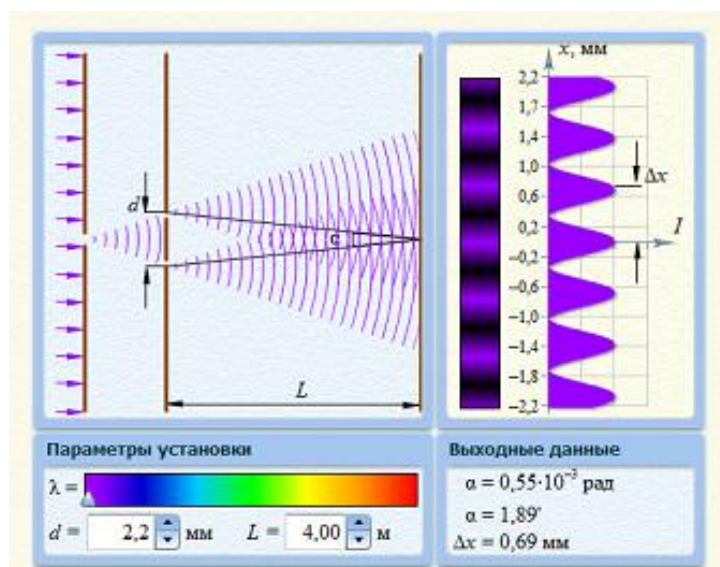 d
α
L
x, мм
2,2
1,7
1,4
1,0
0,6
0,2
−0,2
−0,6
−1,0
−1,4
−1,8
−2,2
Δx
I
Параметры установки
λ =
d = 2,2 мм L = 4,00 м
Выходные данные
α = 0,55·10⁻³ рад
α = 1,89'
Δx = 0,69 мм